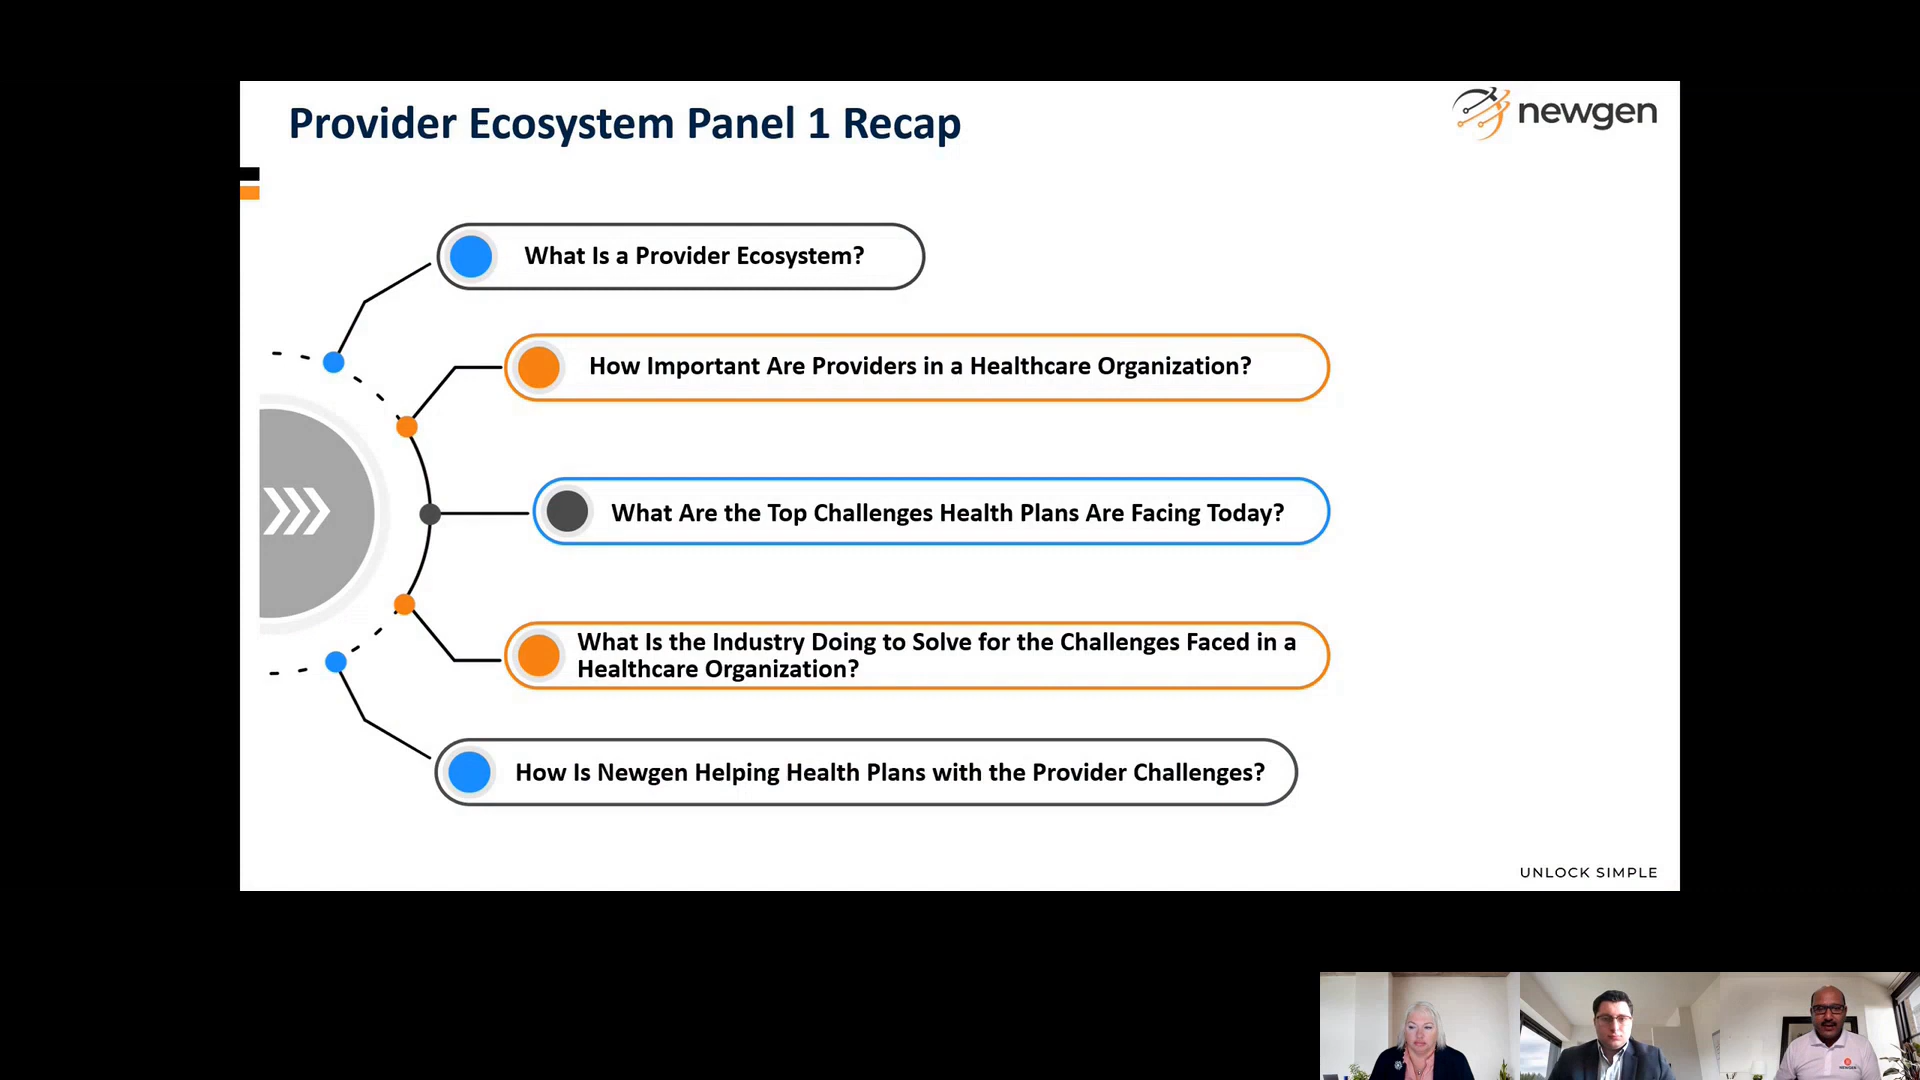 Provider Ecosystem Panel 1 Recap
newgen
What Is a Provider Ecosystem?
How Important Are Providers in a Healthcare Organization?
What Are the Top Challenges Health Plans Are Facing Today?
What Is the Industry Doing to Solve for the Challenges Faced in a
Healthcare Organization?
How Is Newgen Helping Health Plans with the Provider Challenges?
UNLOCK SIMPLE